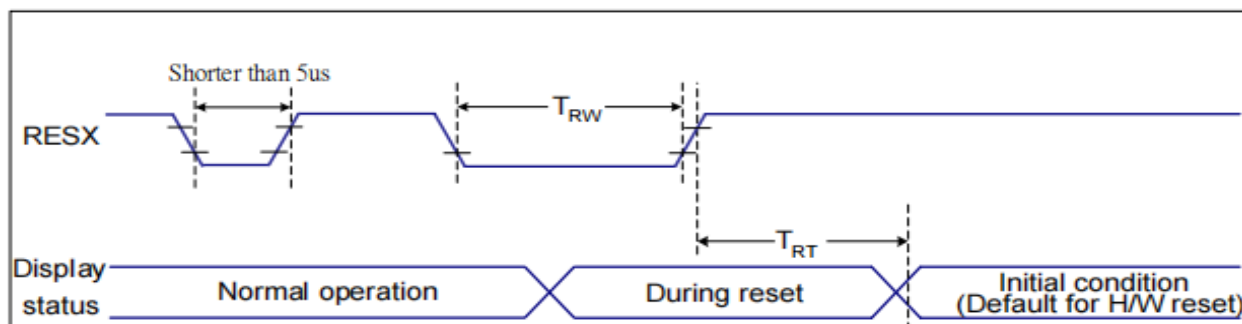 Shorter than 5us
RESX
TRW
TRT
Display
status
Normal operation
During reset
Initial condition
(Default for H/W reset)